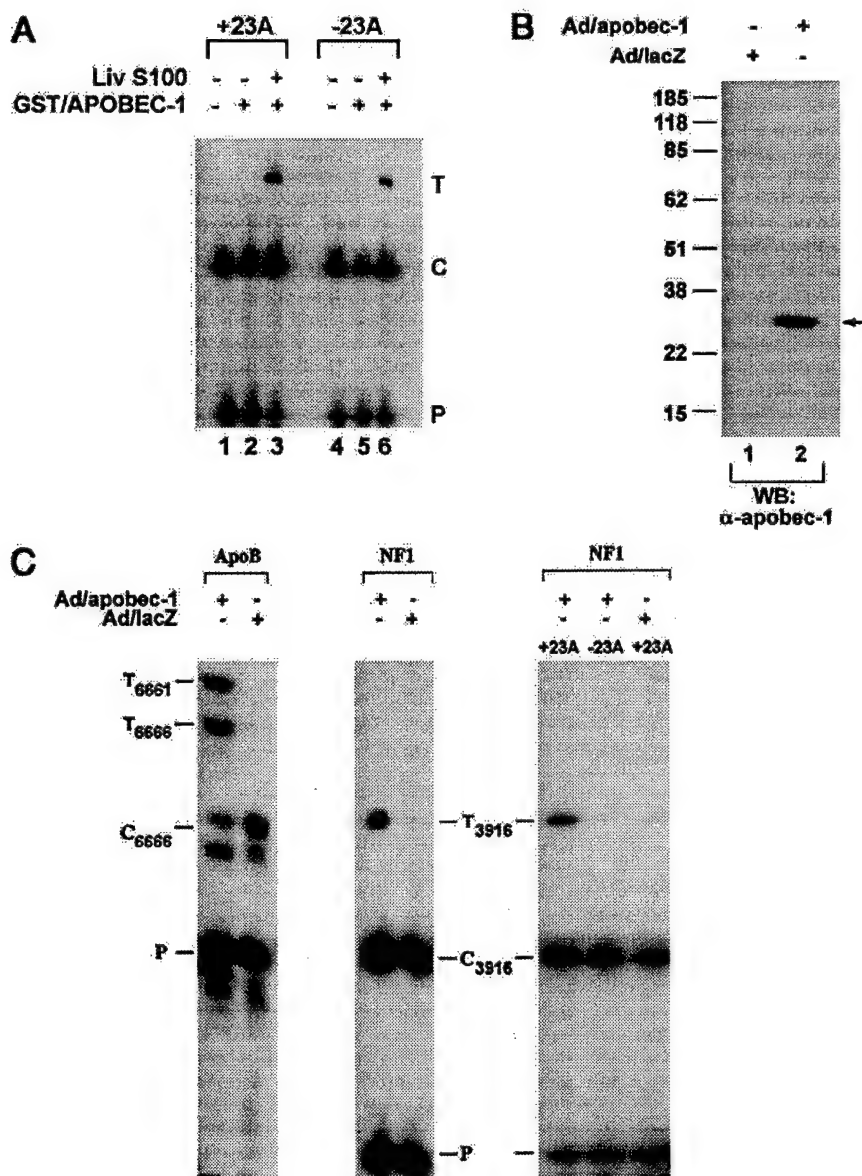 A
+23A -23A
Liv S100 - - + - - +
GST/APOBEC-1 - + + - + +
T
C
P
1 2 3 4 5 6
B
Ad/apobec-1 - +
Ad/lacZ + -
185
118
85
62
51
38
22
15
1 2
WB:
α-apobec-1
C
ApoB NF1 NF1
Ad/apobec-1 + - + - + + -
Ad/lacZ - + - + - - +
+23A -23A +23A
T6661
T6666
C6666 T3916
P C3916
P